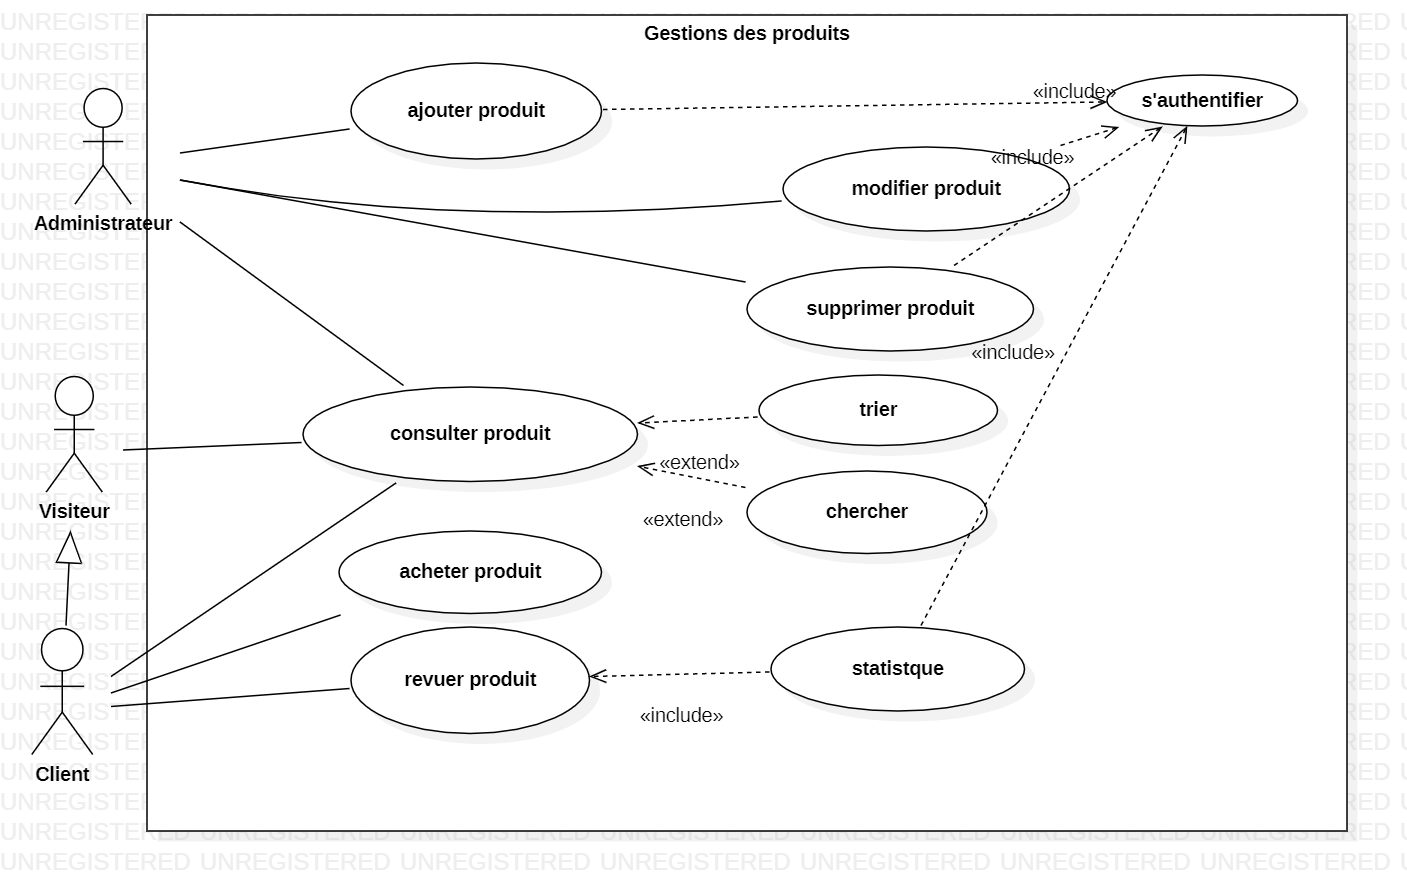 Gestions des produits
ajouter produit
«include»
s'authentifier
«include»
modifier produit
Administrateur
supprimer produit
«include»
trier
consulter produit
«extend»
Visiteur
chercher
«extend»
acheter produit
statistque
revuer produit
«include»
Client
UNREGISTERED UNREGISTERED UNREGISTERED UNREGISTERED UNREGISTERED UNREGISTERED UNREGISTERED